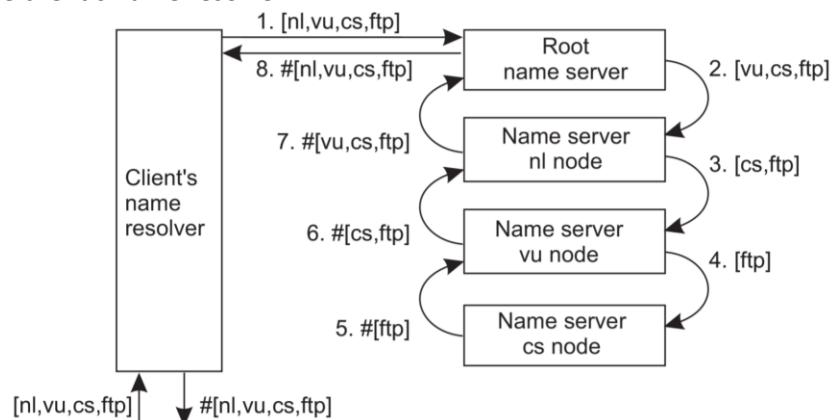 1. [nl,vu,cs,ftp]
8. #[nl,vu,cs,ftp]
Root
name server
2. [vu,cs,ftp]
7. #[vu,cs,ftp]
Name server
nl node
3. [cs,ftp]
Client's
name
resolver
6. #[cs,ftp]
Name server
vu node
4. [ftp]
5. #[ftp]
Name server
cs node
[nl,vu,cs,ftp]
#[nl,vu,cs,ftp]